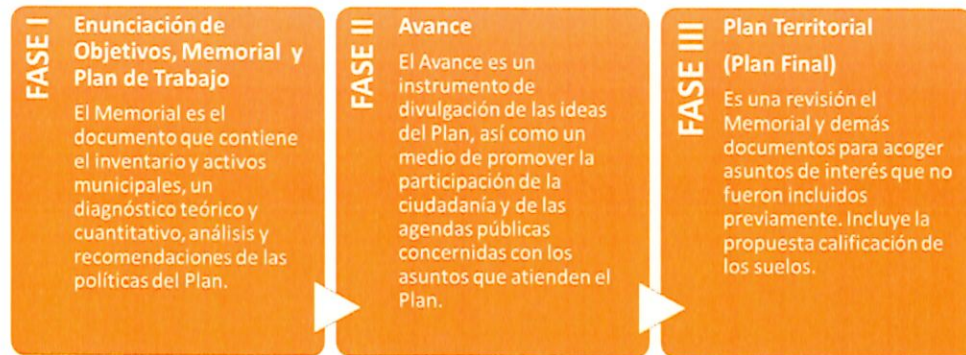 FASE I
Enunciación de
Objetivos, Memorial y
Plan de Trabajo
El Memorial es el
documento que contiene
el inventario y activos
municipales, un
diagnóstico teórico y
cuantitativo, análisis y
recomendaciones de las
políticas del Plan.
FASE II
Avance
El Avance es un
instrumento de
divulgación de las ideas
del Plan, así como un
medio de promover la
participación de la
ciudadanía y de las
agendas públicas
concernidas con los
asuntos que atienden el
Plan.
FASE III
Plan Territorial
(Plan Final)
Es una revisión el
Memorial y demás
documentos para acoger
asuntos de interés que no
fueron incluidos
previamente. Incluye la
propuesta calificación de
los suelos.